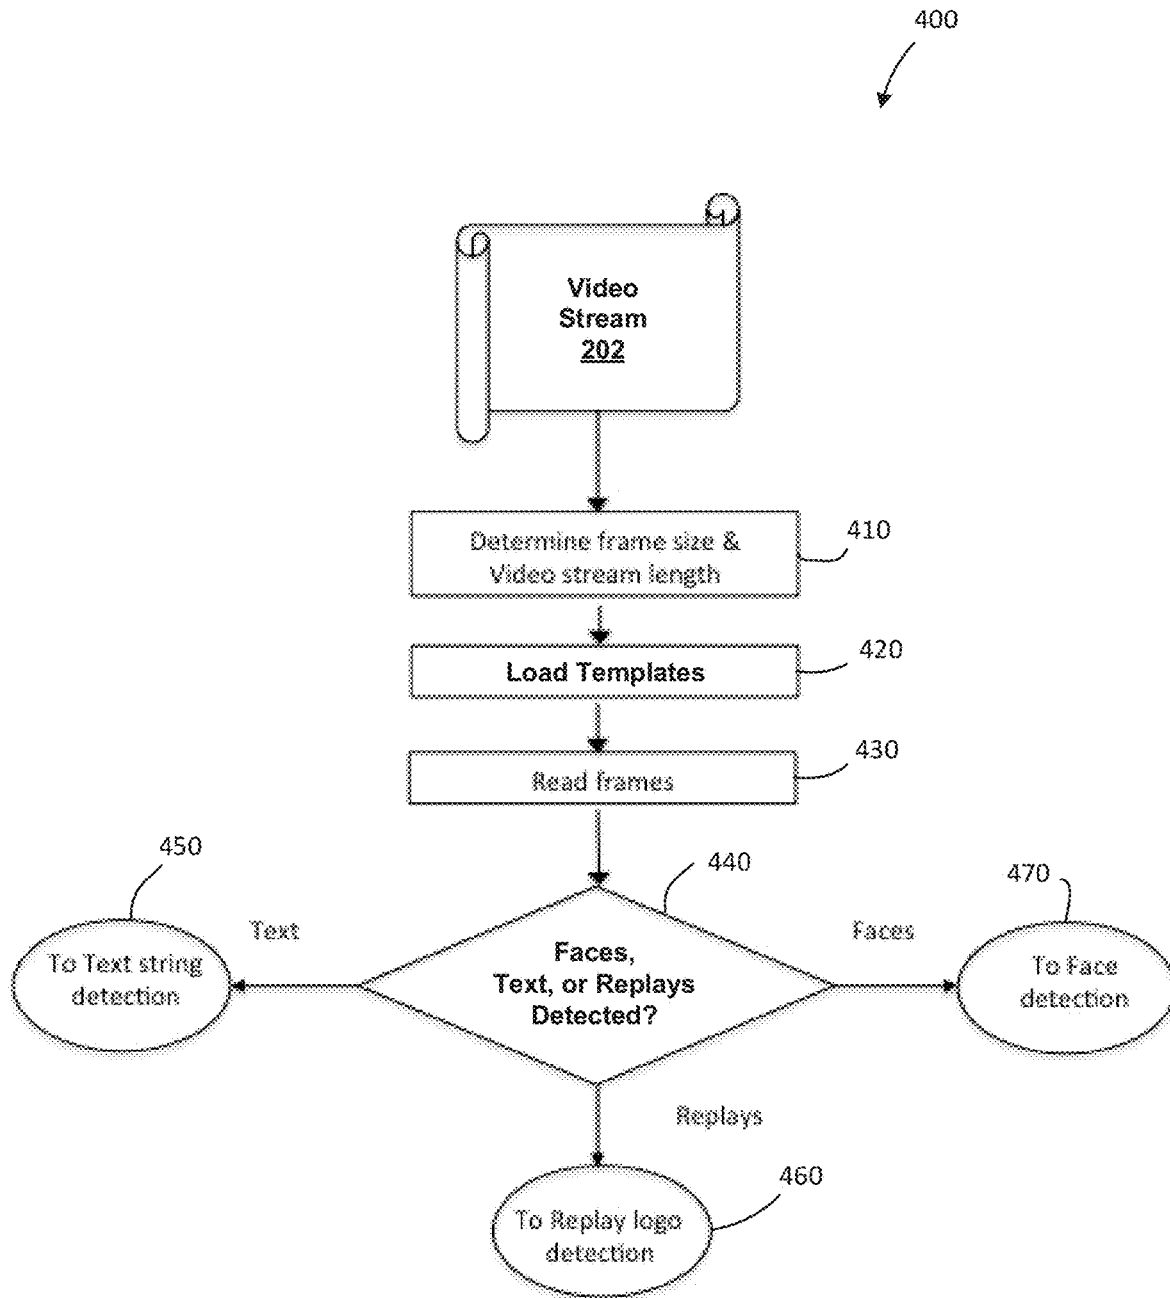 400
Video
Stream
202
Determine frame size &
Video stream length
410
Load Templates
420
Read frames
430
450
440
470
Text
Faces
To Text string
detection
Faces,
Text, or Replays
Detected?
To Face
detection
Replays
460
To Replay logo
detection